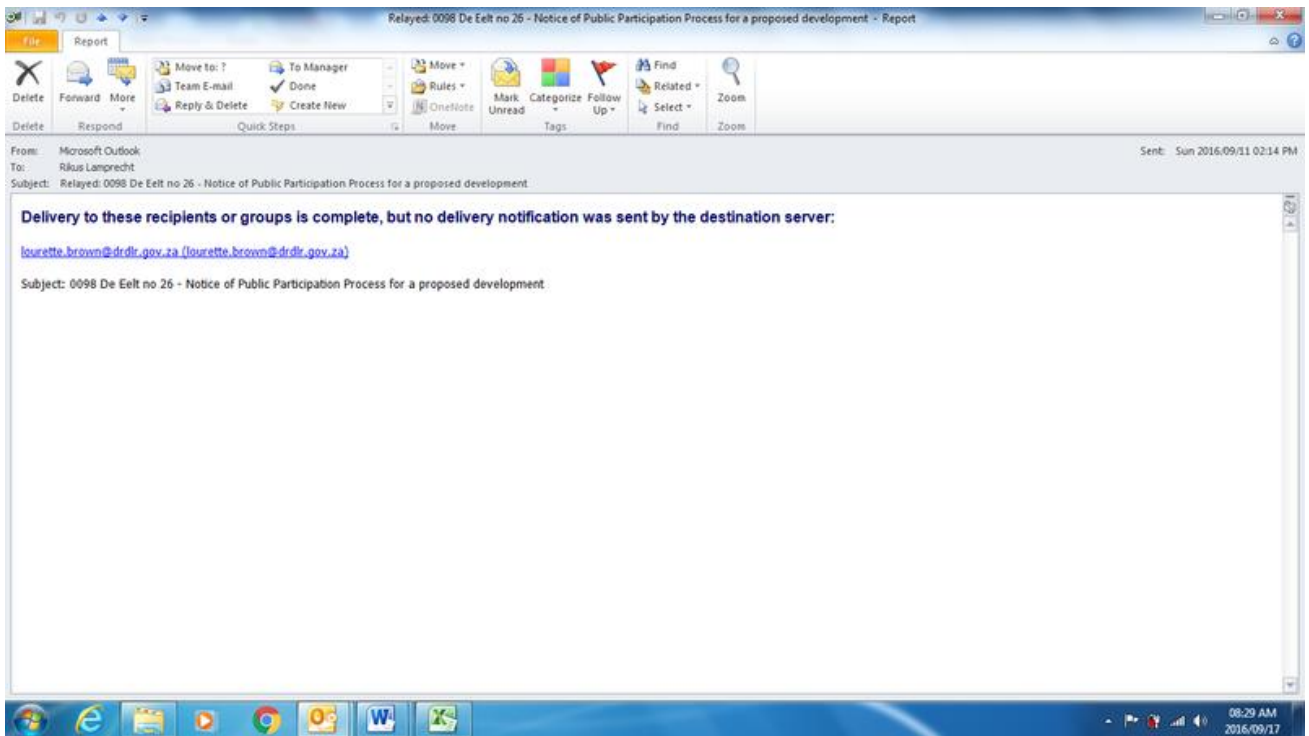 Relayed: 0098 De Eelt no 26 - Notice of Public Participation Process for a proposed development - Report
File Report
Delete Forward More
Move to: ? To Manager
Team E-mail Done
Reply & Delete Create New
Move
Rules
OneNote
Mark Unread Categorize Follow Up
Find
Related
Select
Zoom
Delete Respond Quick Steps Move Tags Find Zoom
From: Microsoft Outlook Sent: Sun 2016/09/11 02:14 PM
To: Rikus Lamprecht
Subject: Relayed: 0098 De Eelt no 26 - Notice of Public Participation Process for a proposed development
Delivery to these recipients or groups is complete, but no delivery notification was sent by the destination server:
lourette.brown@drdlr.gov.za (lourette.brown@drdlr.gov.za)
Subject: 0098 De Eelt no 26 - Notice of Public Participation Process for a proposed development
08:29 AM
2016/09/17